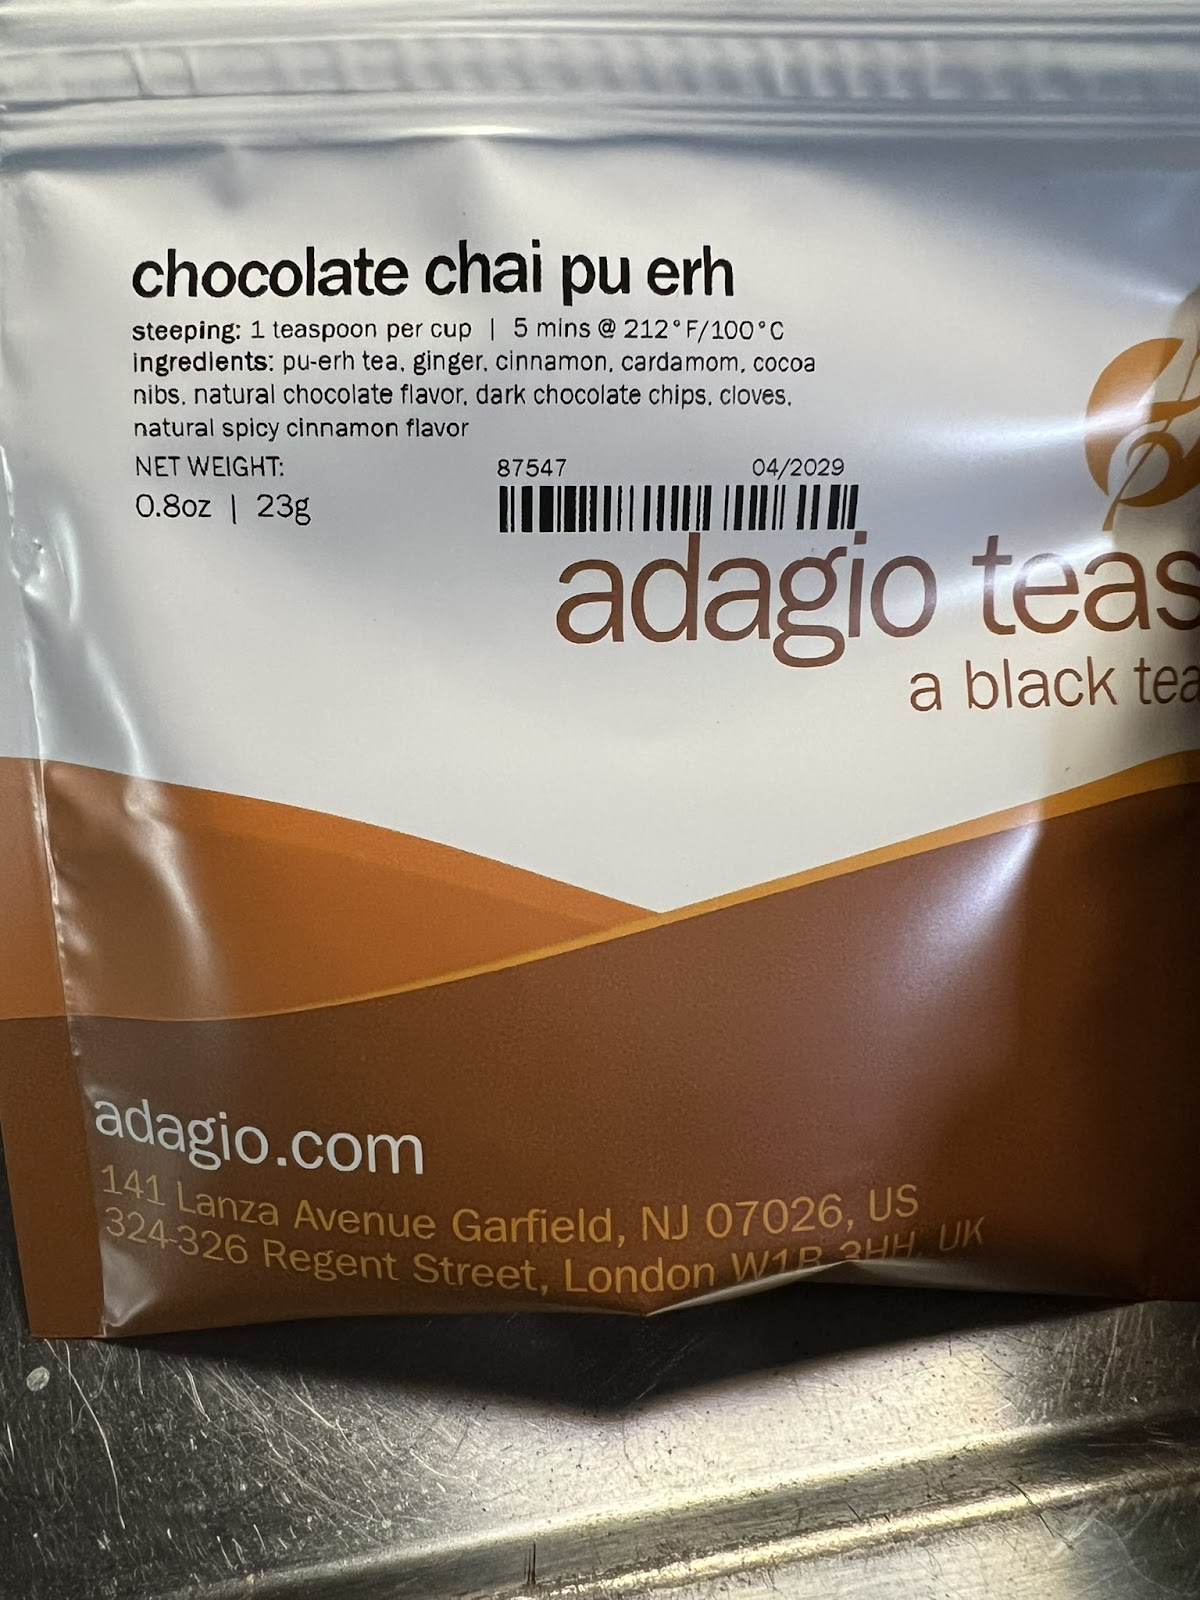 chocolate chai pu erh
steeping: 1 teaspoon per cup | 5 mins @ 212°F/100°C
ingredients: pu-erh tea, ginger, cinnamon, cardamom, cocoa
nibs, natural chocolate flavor, dark chocolate chips, cloves,
natural spicy cinnamon flavor
NET WEIGHT:
0.8oz | 23g
87547 04/2029
adagio teas
a black tea
adagio.com
141 Lanza Avenue Garfield, NJ 07026, US
324-326 Regent Street, London W1B 3HH, UK